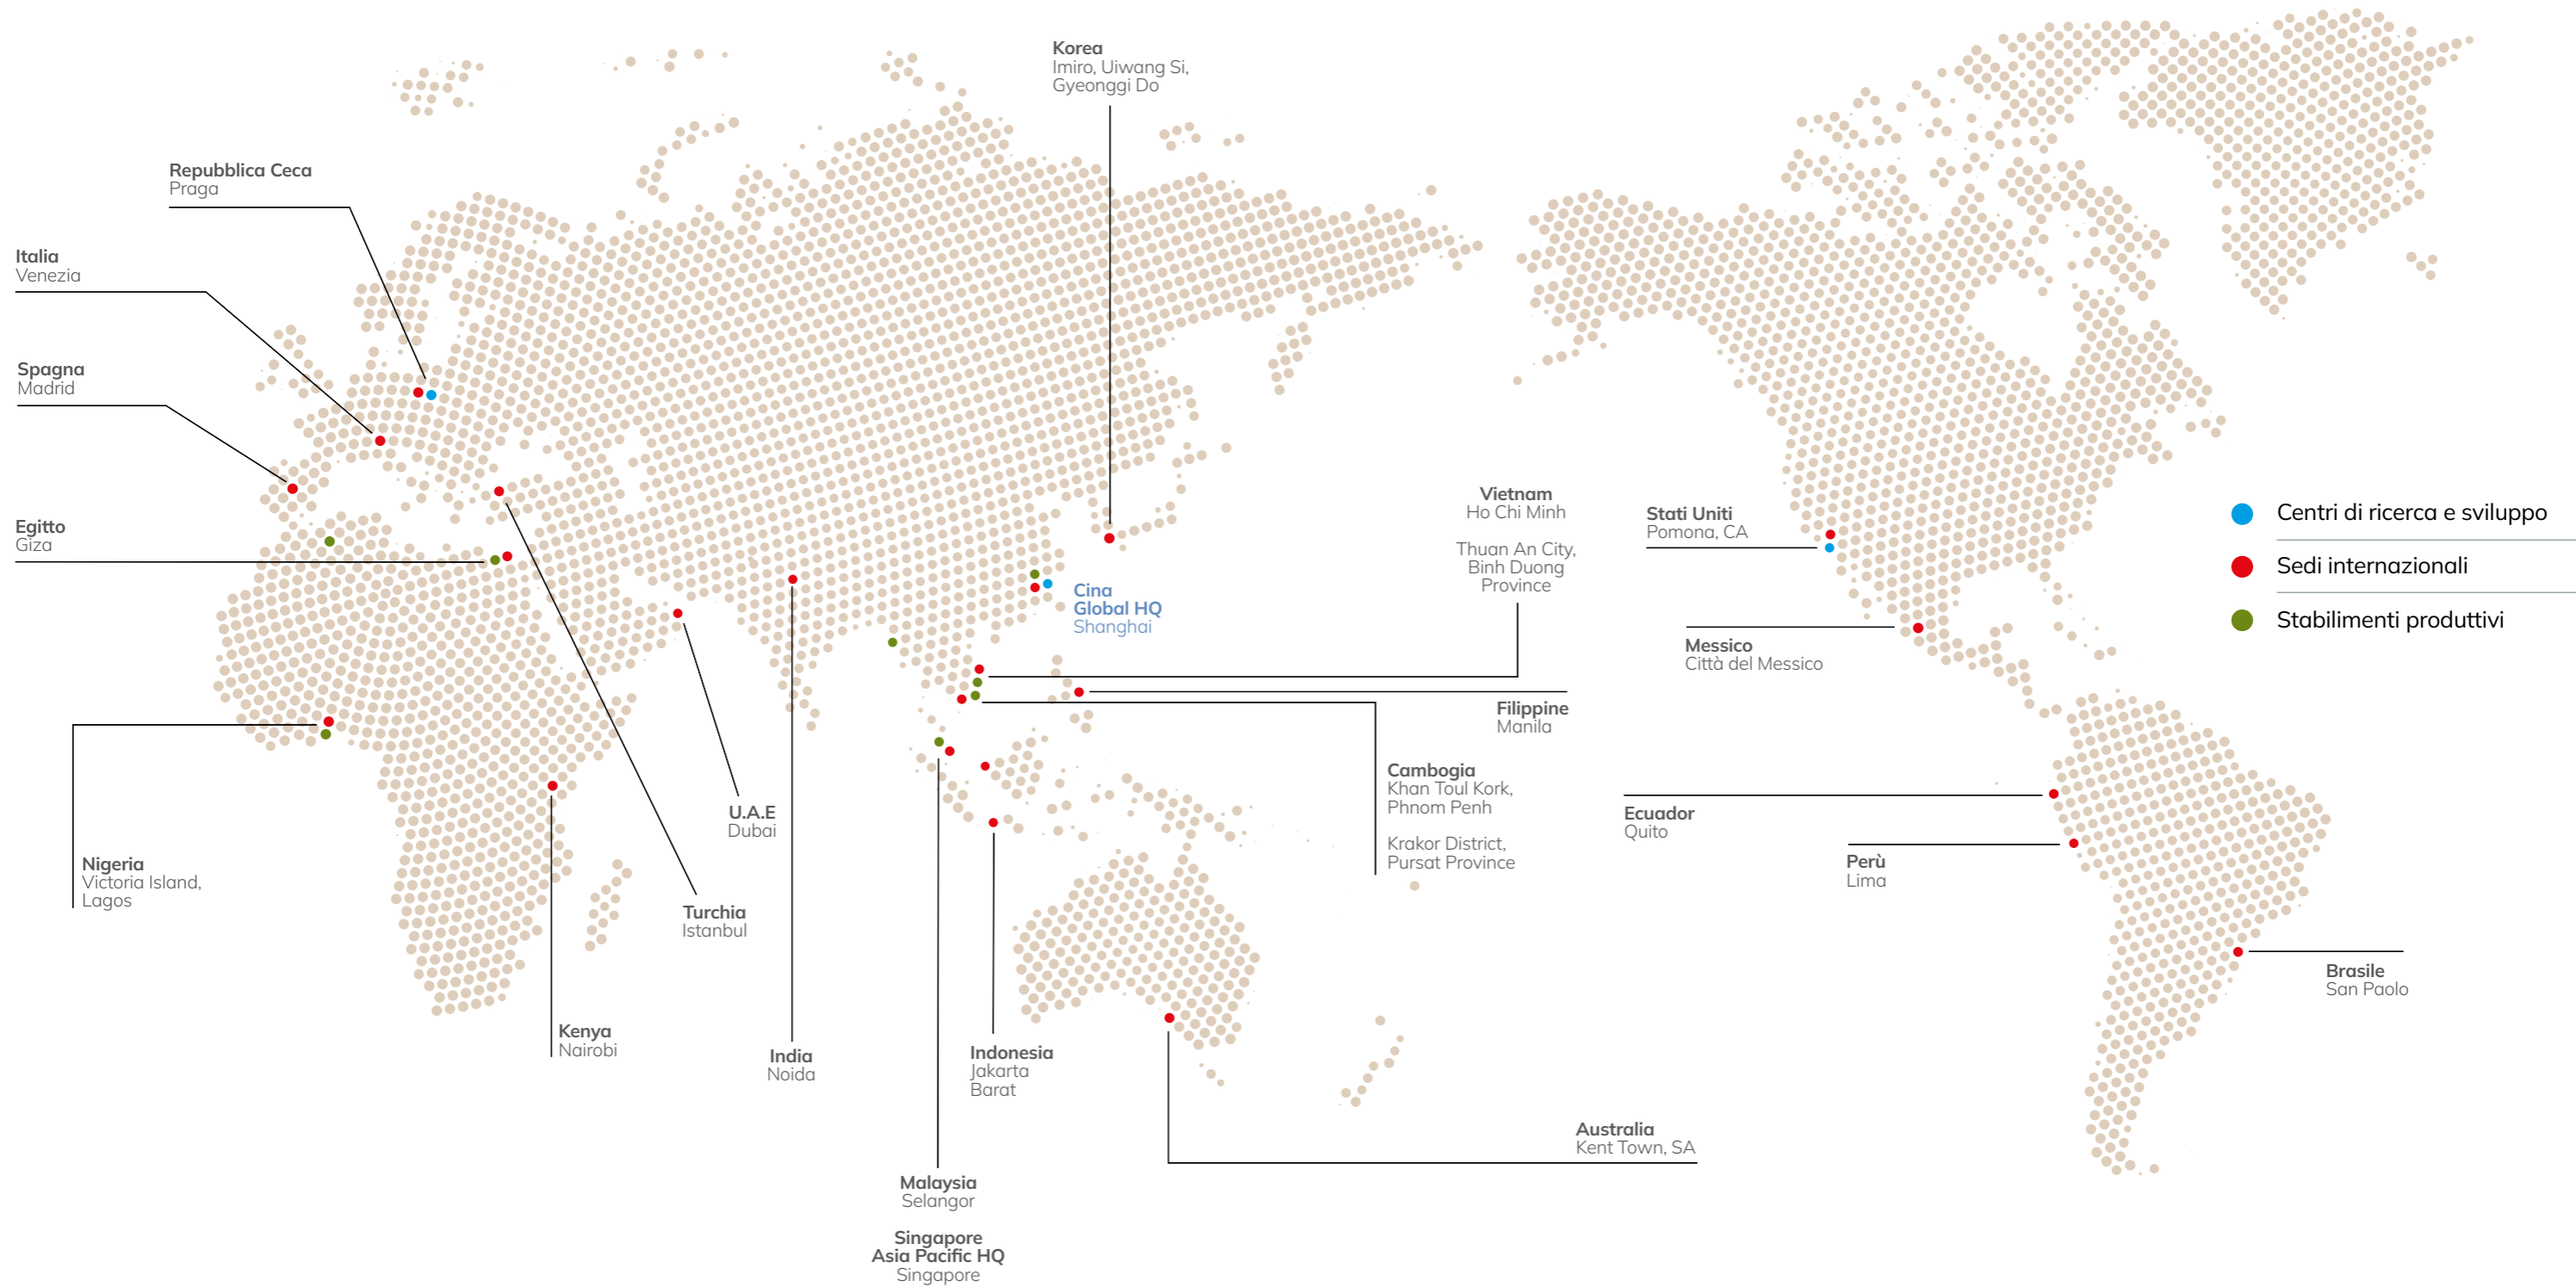 Korea
Imiro, Uiwang Si,
Gyeonggi Do
Repubblica Ceca
Praga
Italia
Venezia
Spagna
Madrid
Egitto
Giza
Nigeria
Victoria Island,
Lagos
Kenya
Nairobi
Turchia
Istanbul
U.A.E
Dubai
India
Noida
Malaysia
Selangor
Singapore
Asia Pacific HQ
Singapore
Indonesia
Jakarta
Barat
Australia
Kent Town, SA
Cina
Global HQ
Shanghai
Vietnam
Ho Chi Minh
Thuan An City,
Binh Duong
Province
Filippine
Manila
Cambogia
Khan Toul Kork,
Phnom Penh
Krakor District,
Pursat Province
Stati Uniti
Pomona, CA
Messico
Città del Messico
Ecuador
Quito
Perù
Lima
Brasile
San Paolo
Centri di ricerca e sviluppo
Sedi internazionali
Stabilimenti produttivi